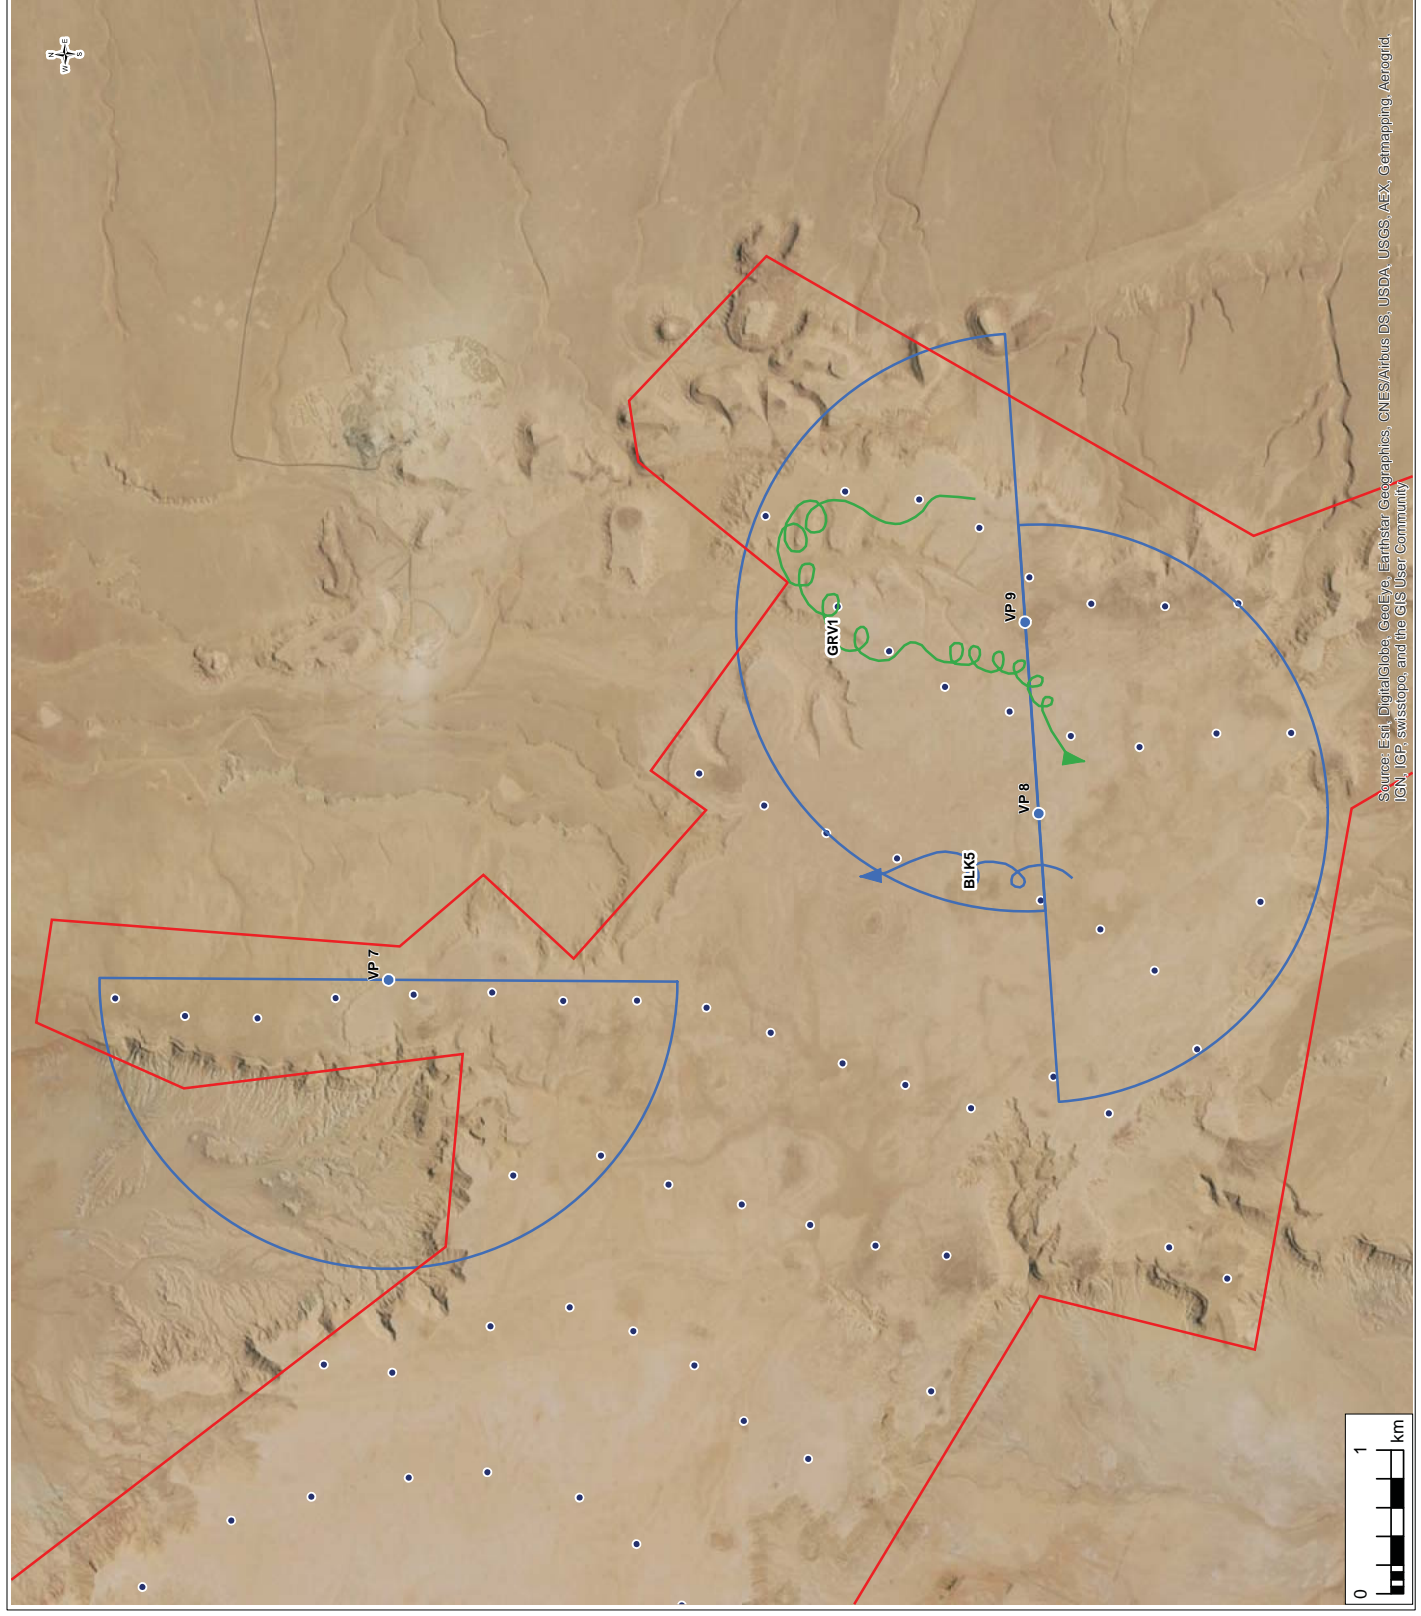 N
E
S
W
VP 7
GRV1
VP 9
VP 8
BLK5
Source: Esri, DigitalGlobe, GeoEye, Earthstar Geographics, CNES/Airbus DS, USDA, USGS, AEX, Getmapping, Aerogrid,
IGN, IGP, swisstopo, and the GIS User Community
0
1
km